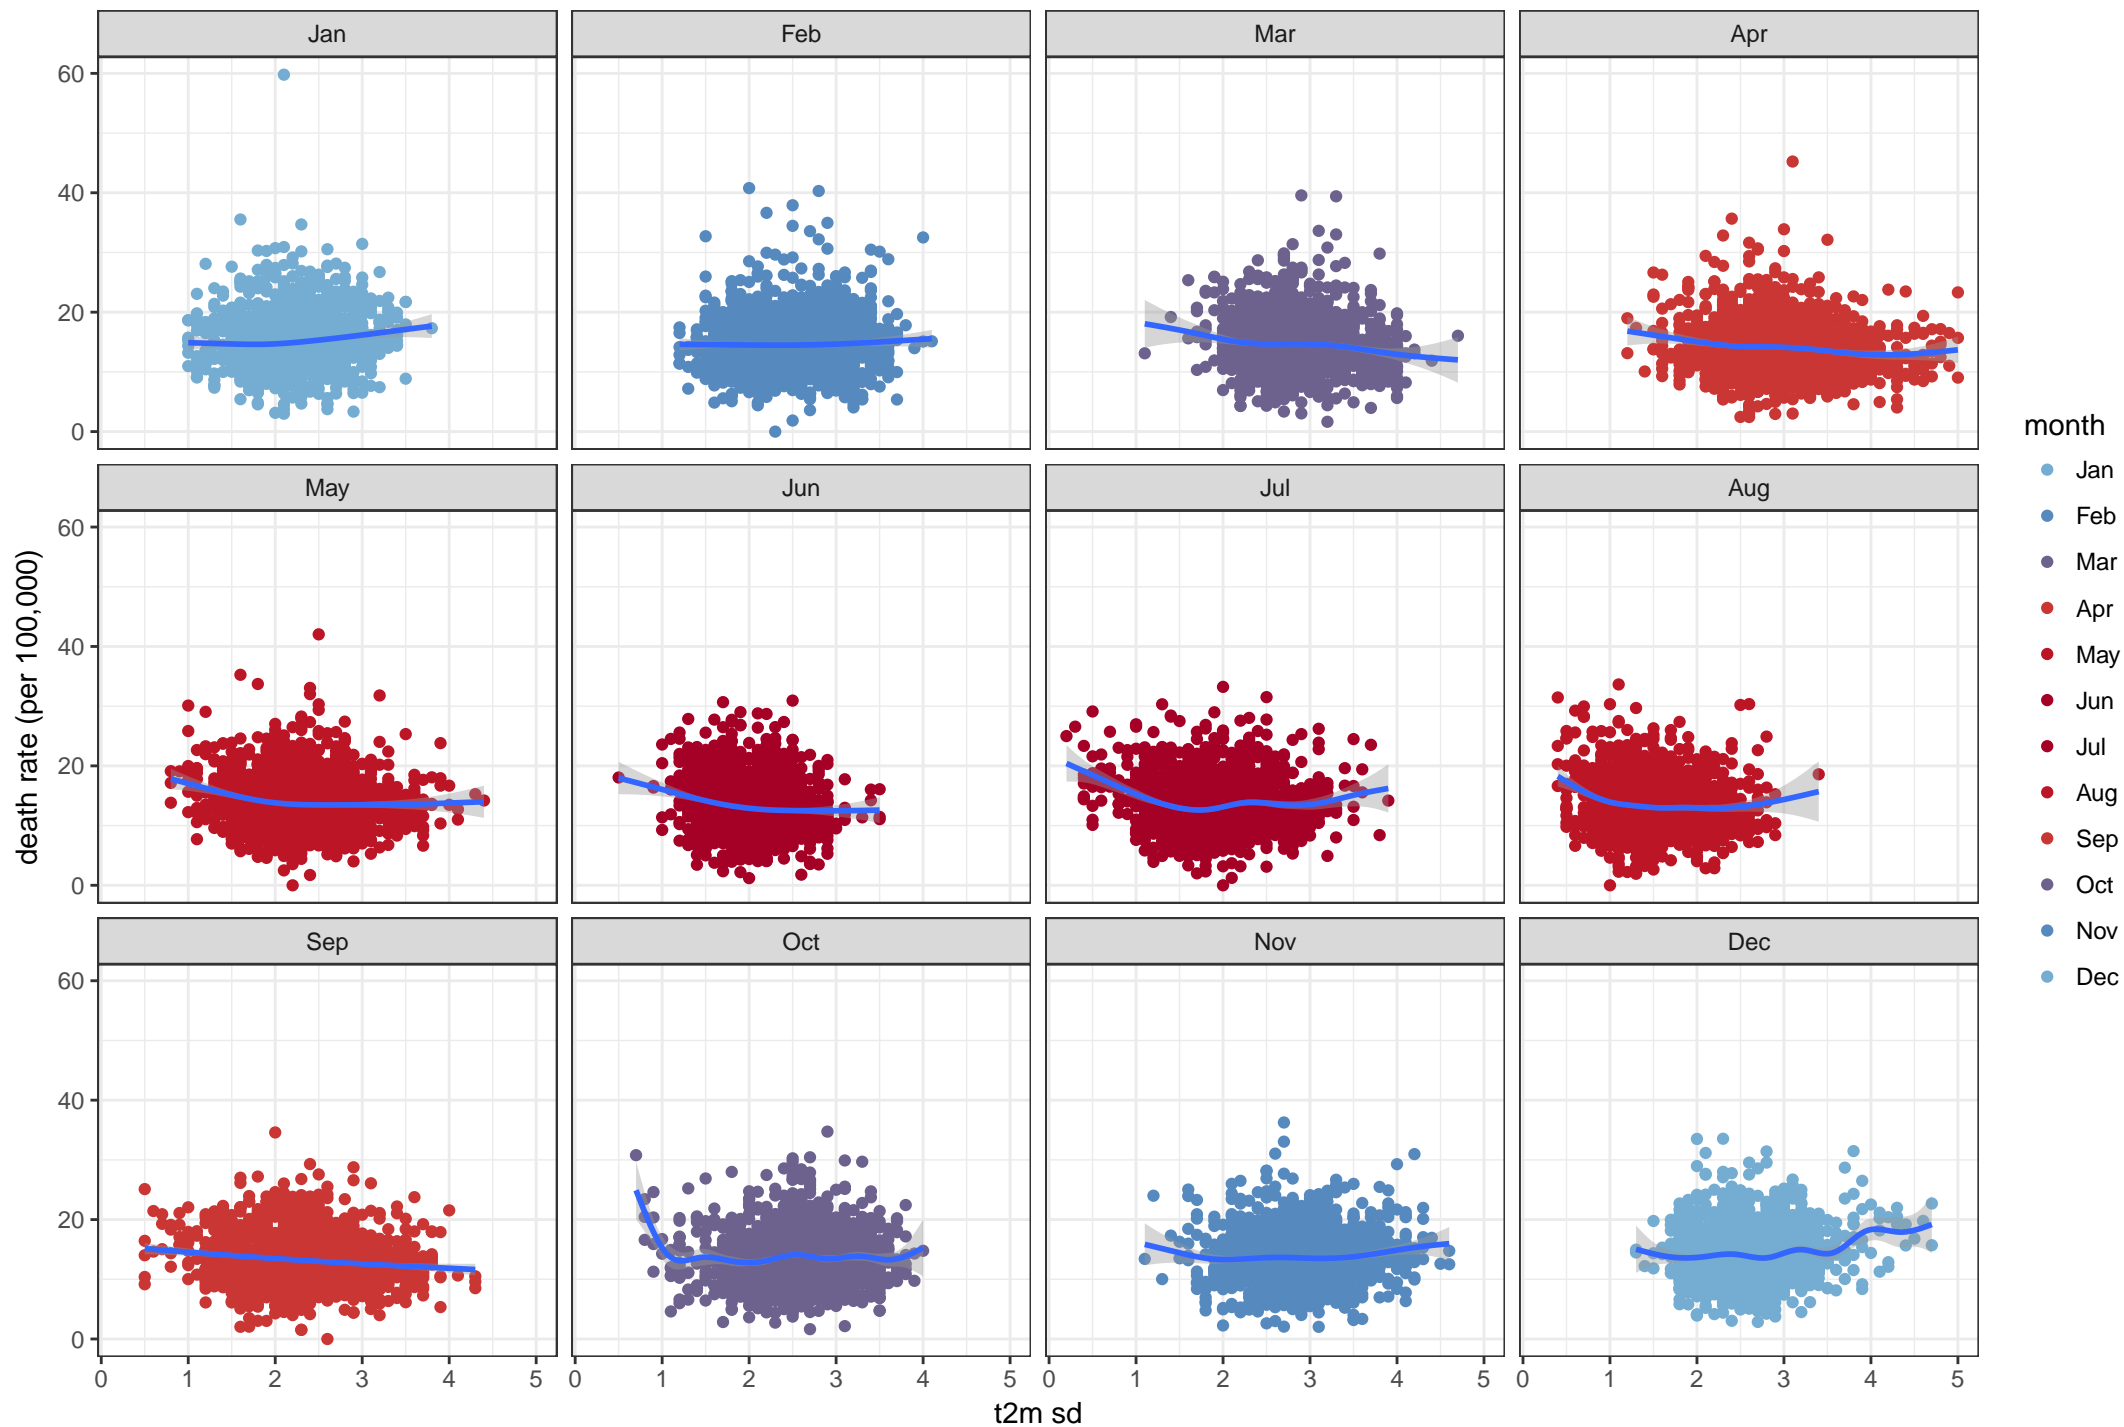 Jan Feb Mar Apr
60
40
20
0
May Jun Jul Aug
60
40
20
0
Sep Oct Nov Dec
60
40
20
0
0 1 2 3 4 5 0 1 2 3 4 5 0 1 2 3 4 5 0 1 2 3 4 5
t2m sd
death rate (per 100,000)
month
Jan
Feb
Mar
Apr
May
Jun
Jul
Aug
Sep
Oct
Nov
Dec